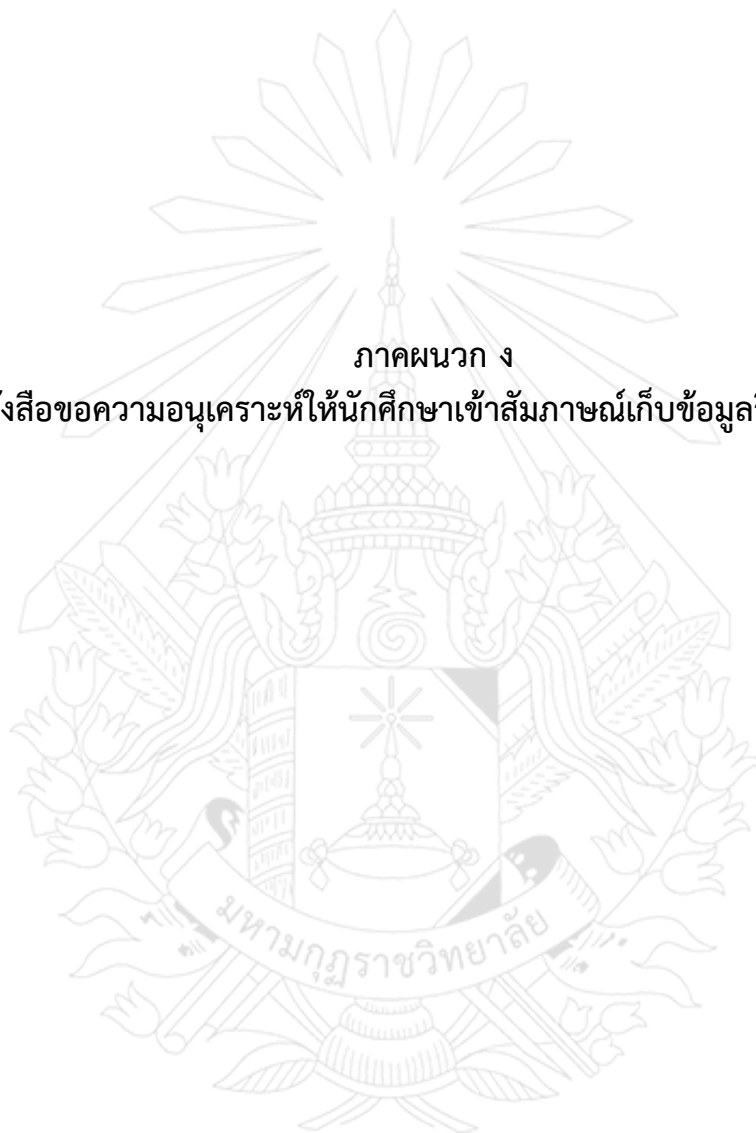 ภาคผนวก ง
ังสือขอความอนุเคราะห์ให้นักศึกษาเข้าสัมภาษณ์เก็บข้อมูล
มหามกุฏราชวิทยาลัย